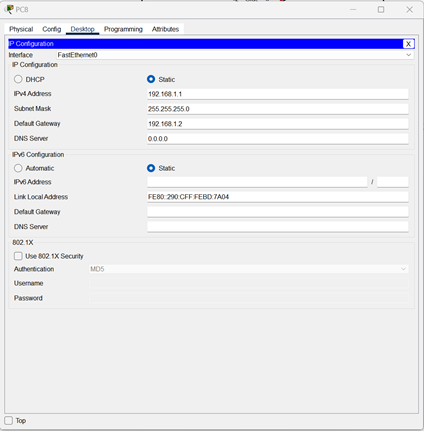 PC8
Physical Config Desktop Programming Attributes
IP Configuration X
Interface FastEthernet0
IP Configuration
DHCP Static
IPv4 Address 192.168.1.1
Subnet Mask 255.255.255.0
Default Gateway 192.168.1.2
DNS Server 0.0.0.0
IPv6 Configuration
Automatic Static
IPv6 Address /
Link Local Address FE80::290:CFF:FEBD:7A04
Default Gateway
DNS Server
802.1X
Use 802.1X Security
Authentication MD5
Username
Password
Top